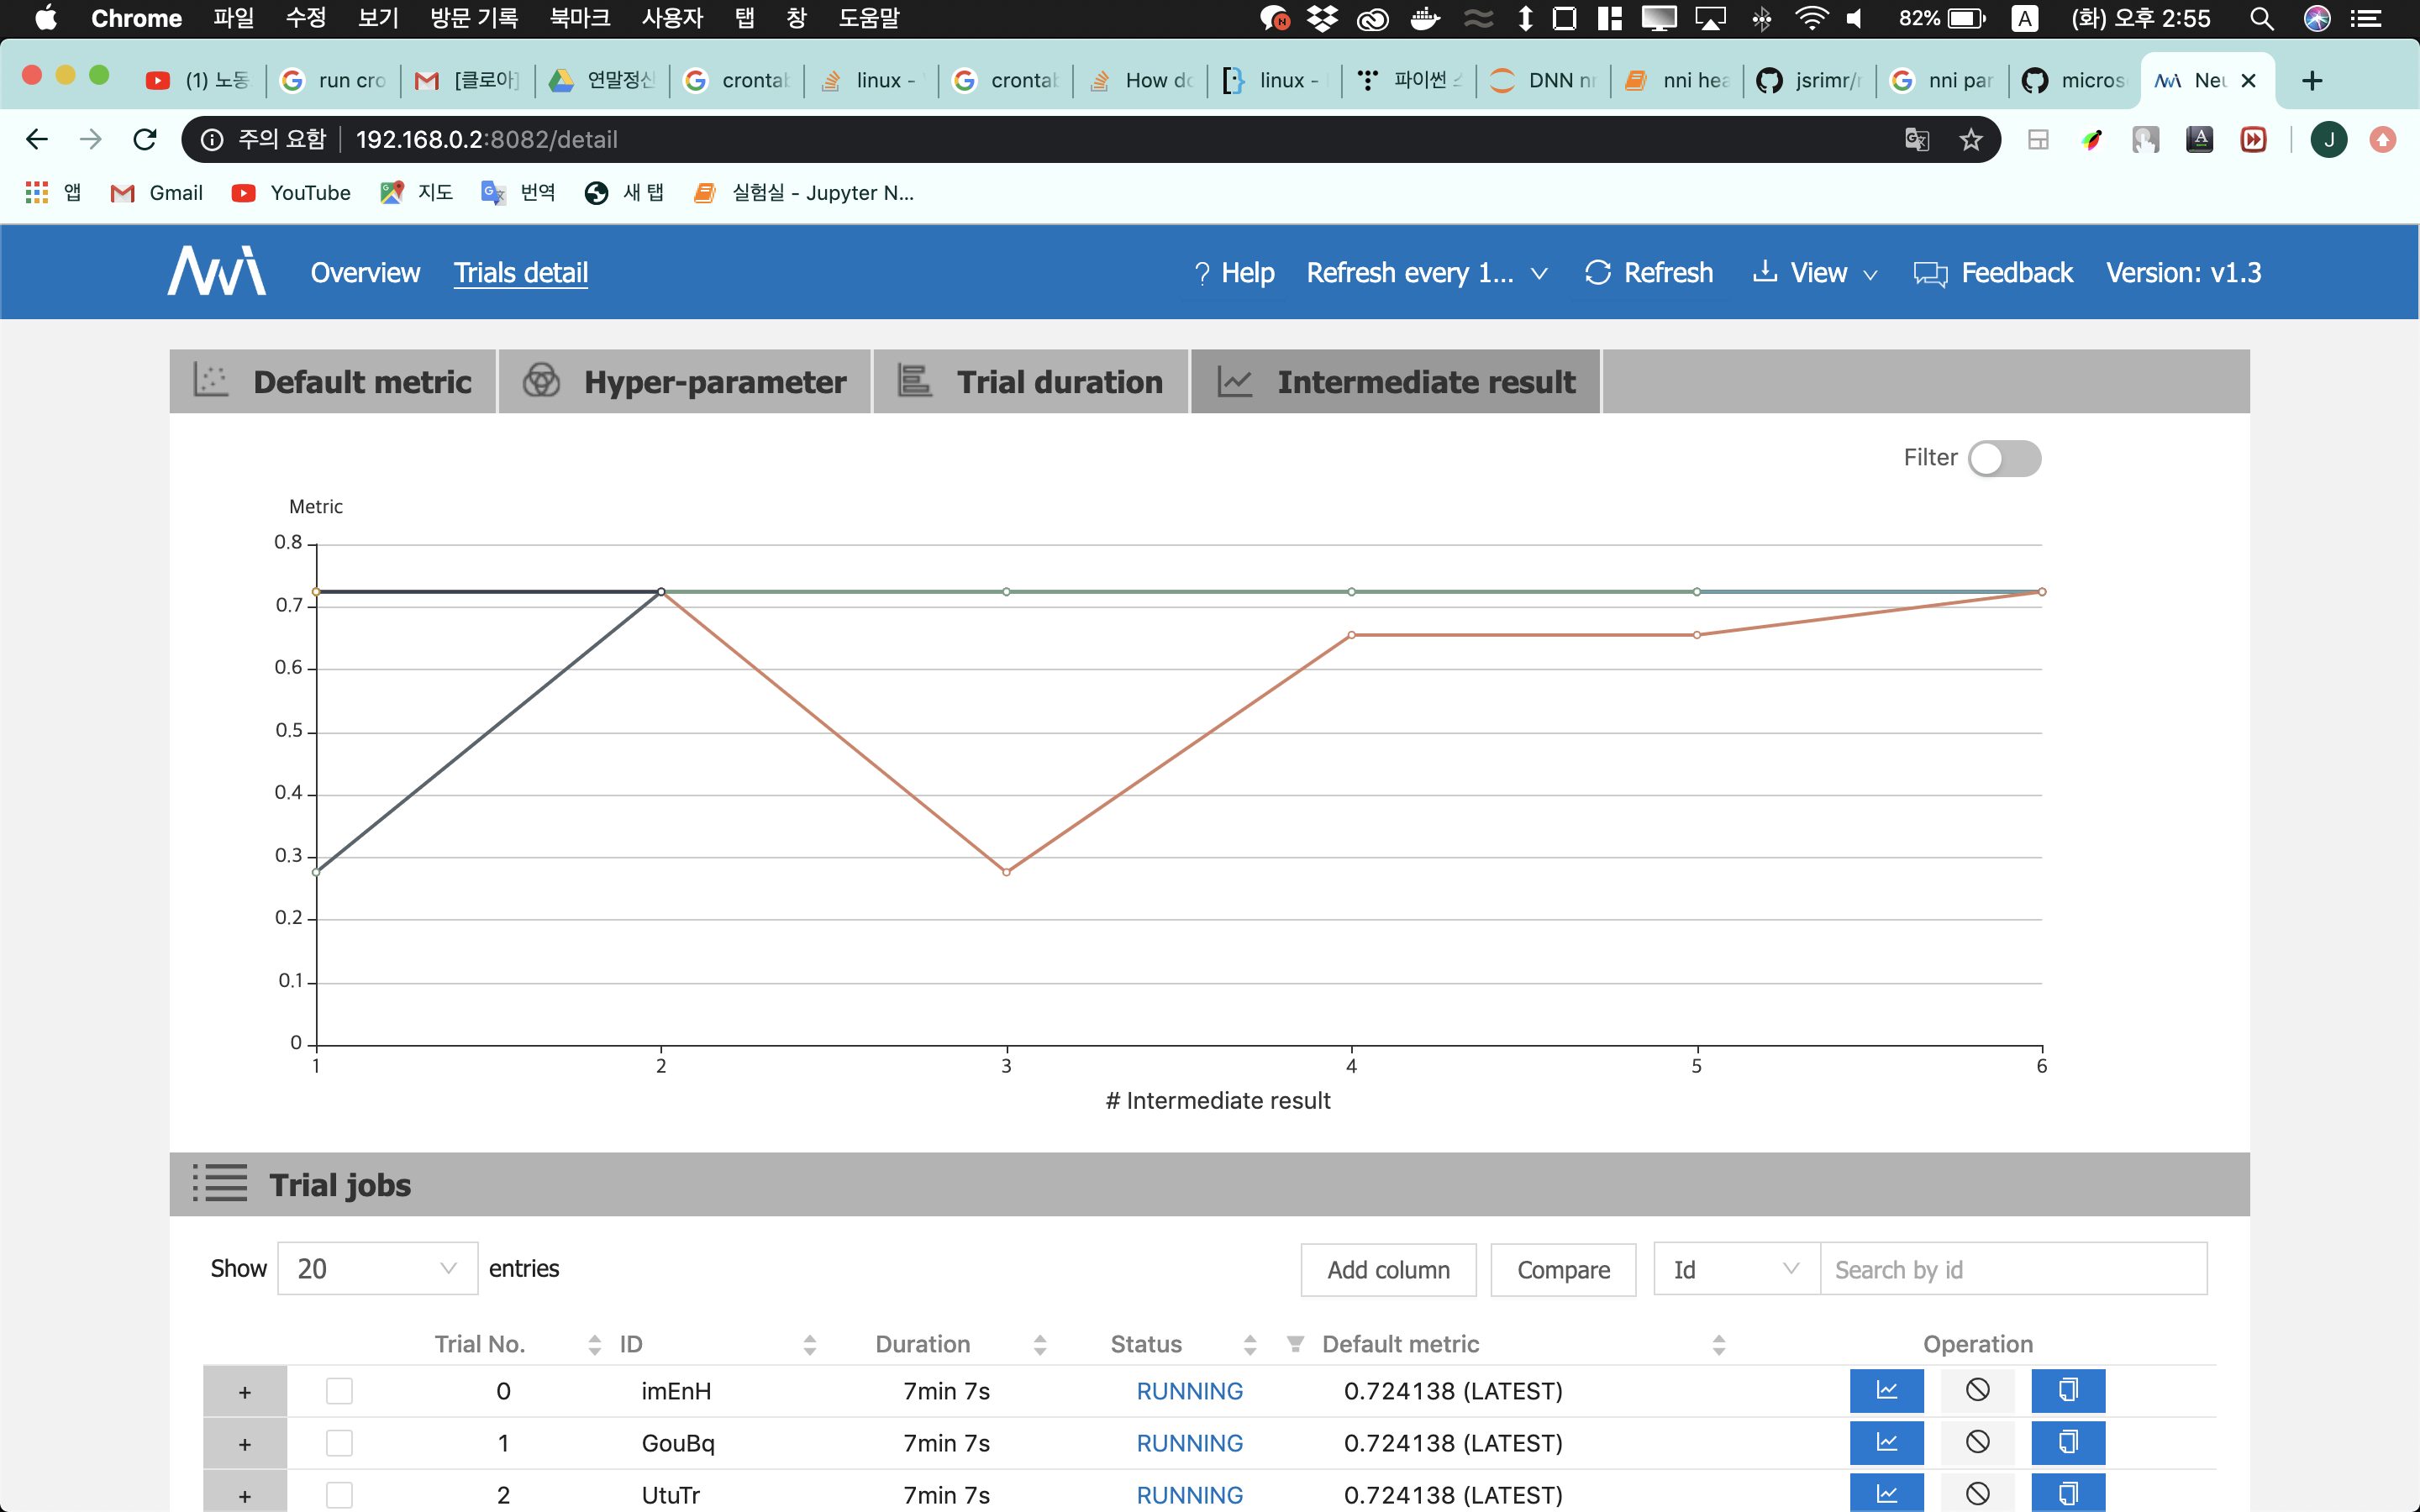 Chrome 파일 수정 보기 방문 기록 북마크 사용자 탭 창 도움말 82% A (화) 오후 2:55
(1) 노동 run cro [클로아] 연말정산 crontab linux - crontab How do linux - 파이썬 DNN nn nni hea jsrimr/ nni par micros Neu
주의 요함 192.168.0.2:8082/detail J
앱 Gmail YouTube 지도 번역 새 탭 실험실 - Jupyter N...
Overview Trials detail ? Help Refresh every 1... Refresh View Feedback Version: v1.3
Default metric Hyper-parameter Trial duration Intermediate result
Filter
Metric
0.8
0.7
0.6
0.5
0.4
0.3
0.2
0.1
0
1 2 3 4 5 6
# Intermediate result
Trial jobs
Show 20 entries Add column Compare Id Search by id
Trial No. ID Duration Status Default metric Operation
+ 0 imEnH 7min 7s RUNNING 0.724138 (LATEST)
+ 1 GouBq 7min 7s RUNNING 0.724138 (LATEST)
+ 2 UtuTr 7min 7s RUNNING 0.724138 (LATEST)